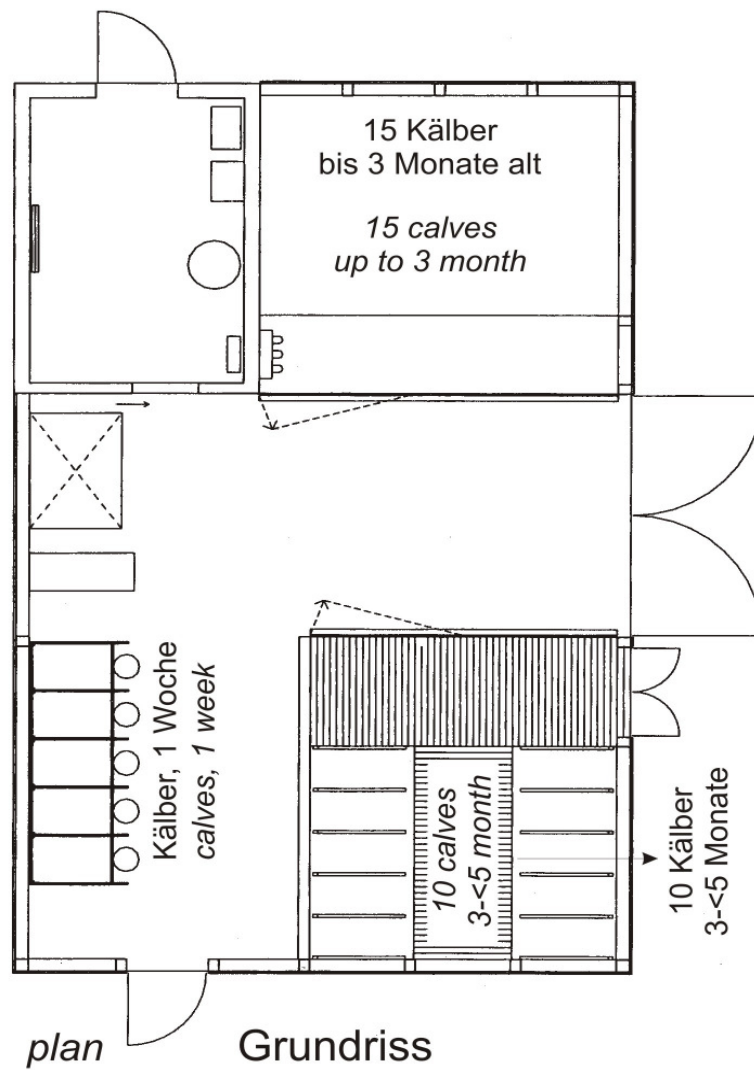 15 Kälber
bis 3 Monate alt
15 calves
up to 3 month
Kälber, 1 Woche
calves, 1 week
10 calves
3-<5 month
10 Kälber
3-<5 Monate
plan
Grundriss